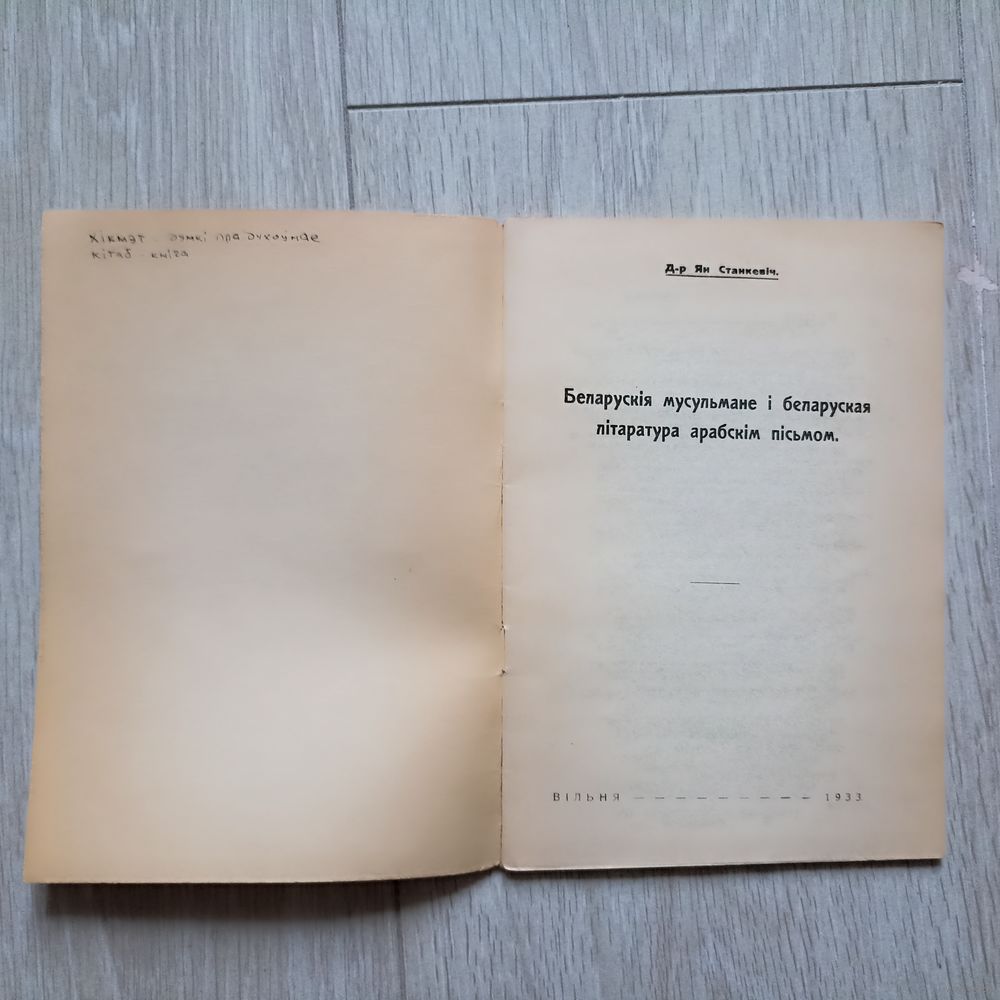 хікмэт - думкі пра духоўнае
кітаб - кніга
Д-р Ян Станкевіч.
Беларускія мусульмане і беларуская
літаратура арабскім пісьмом.
ВІЛЬНЯ — — — — — — — — — 1933